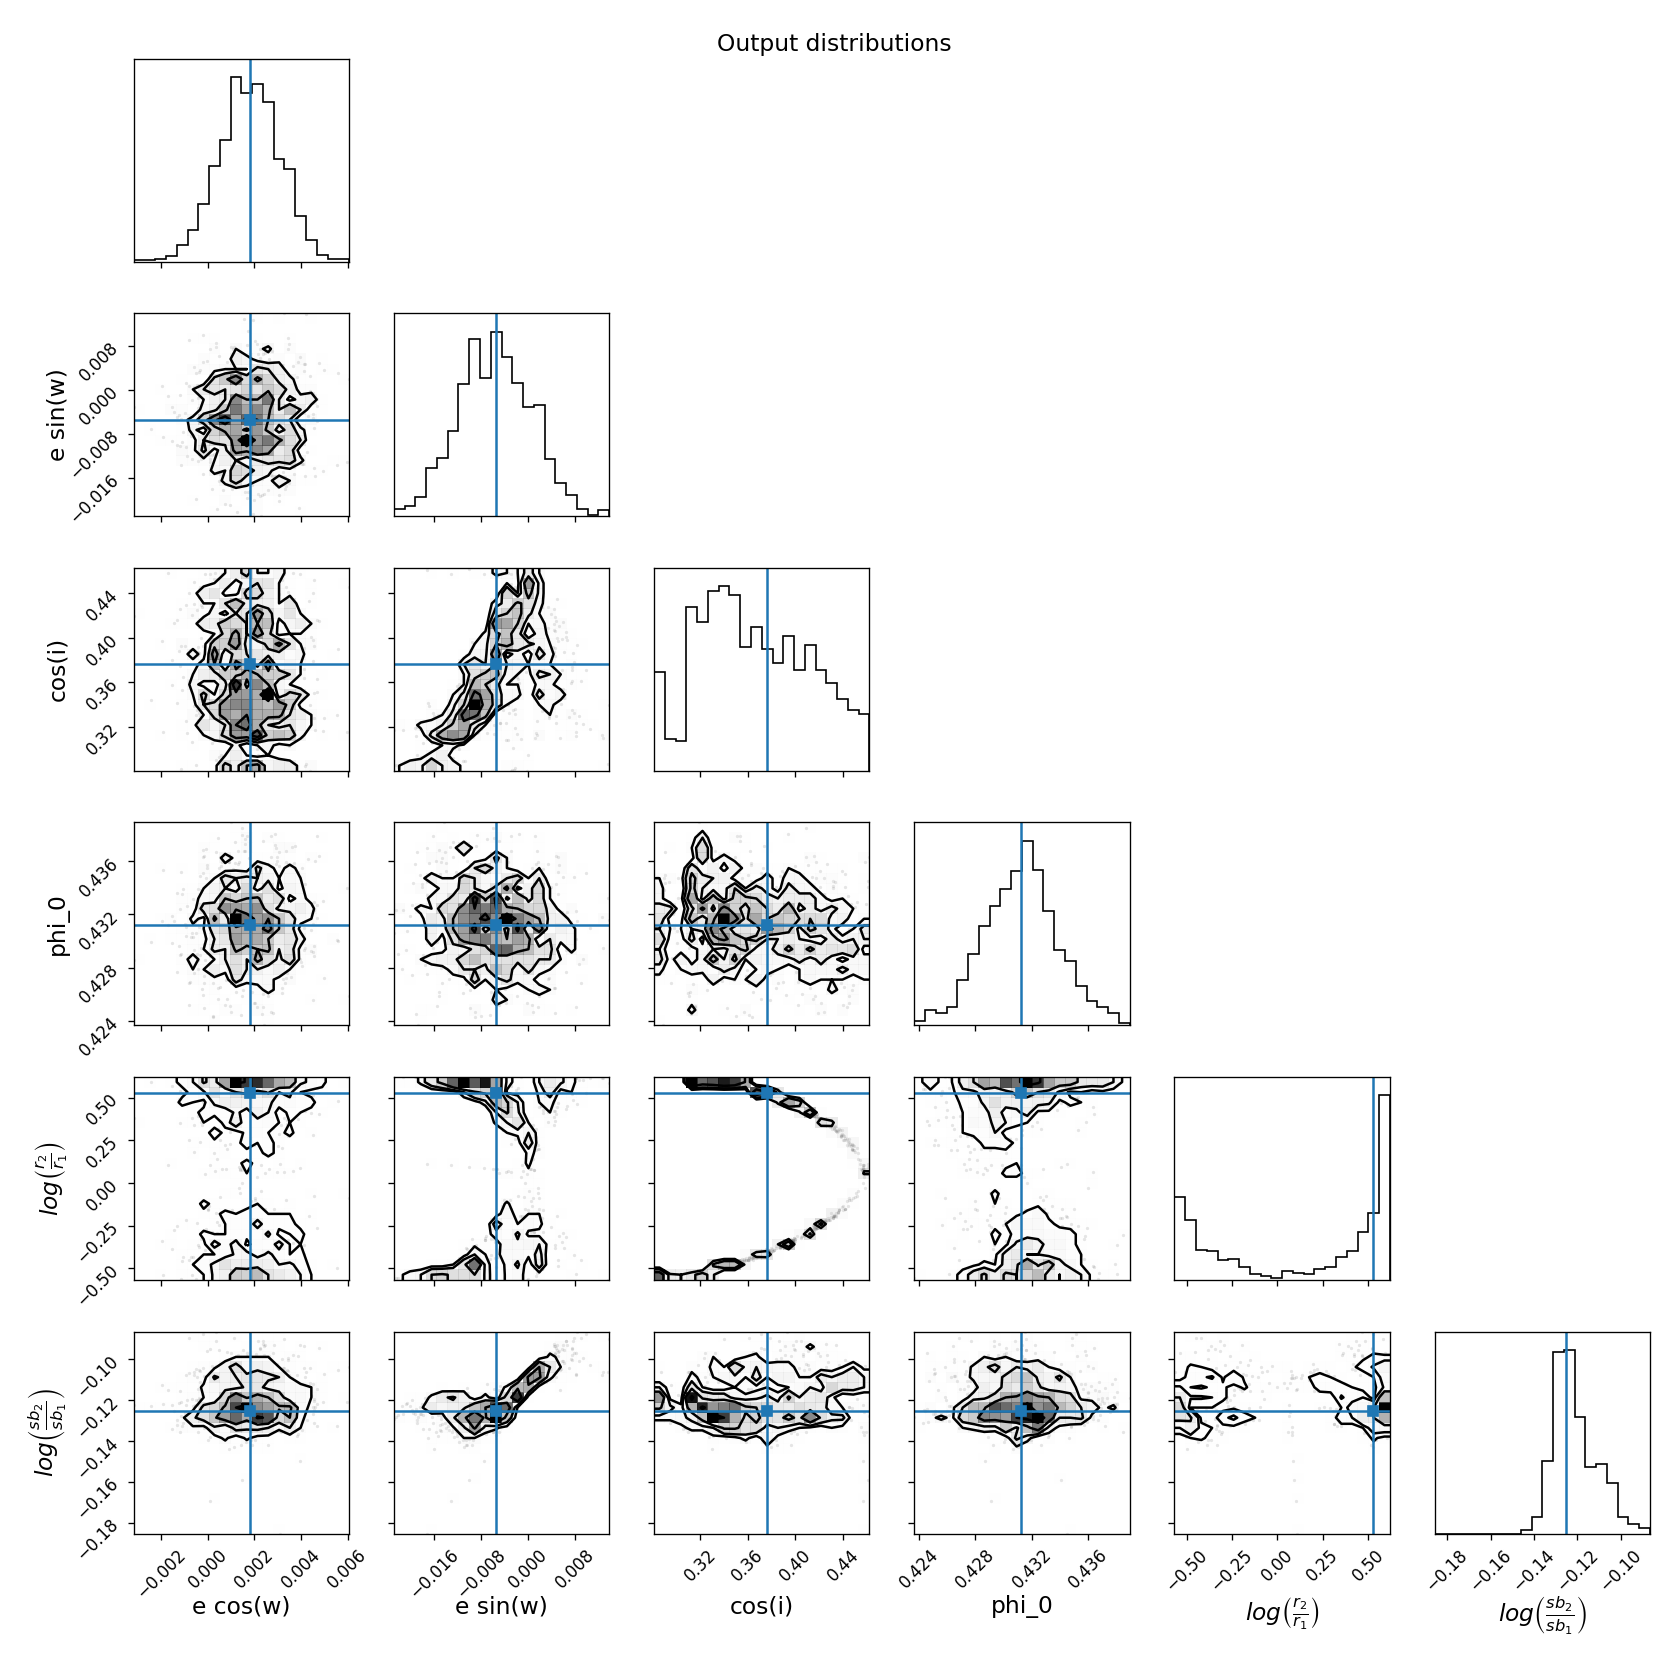 Output distributions
e sin(w)
0.008
0.000
−0.008
−0.016
cos(i)
0.44
0.40
0.36
0.32
phi_0
0.436
0.432
0.428
0.424
log(r₂/r₁)
0.50
0.25
0.00
−0.25
−0.50
log(sb₂/sb₁)
−0.10
−0.12
−0.14
−0.16
−0.18
−0.002 0.000 0.002 0.004 0.006
e cos(w)
−0.016 −0.008 0.000 0.008
e sin(w)
0.32 0.36 0.40 0.44
cos(i)
0.424 0.428 0.432 0.436
phi_0
−0.50 −0.25 0.00 0.25 0.50
log(r₂/r₁)
−0.18 −0.16 −0.14 −0.12 −0.10
log(sb₂/sb₁)